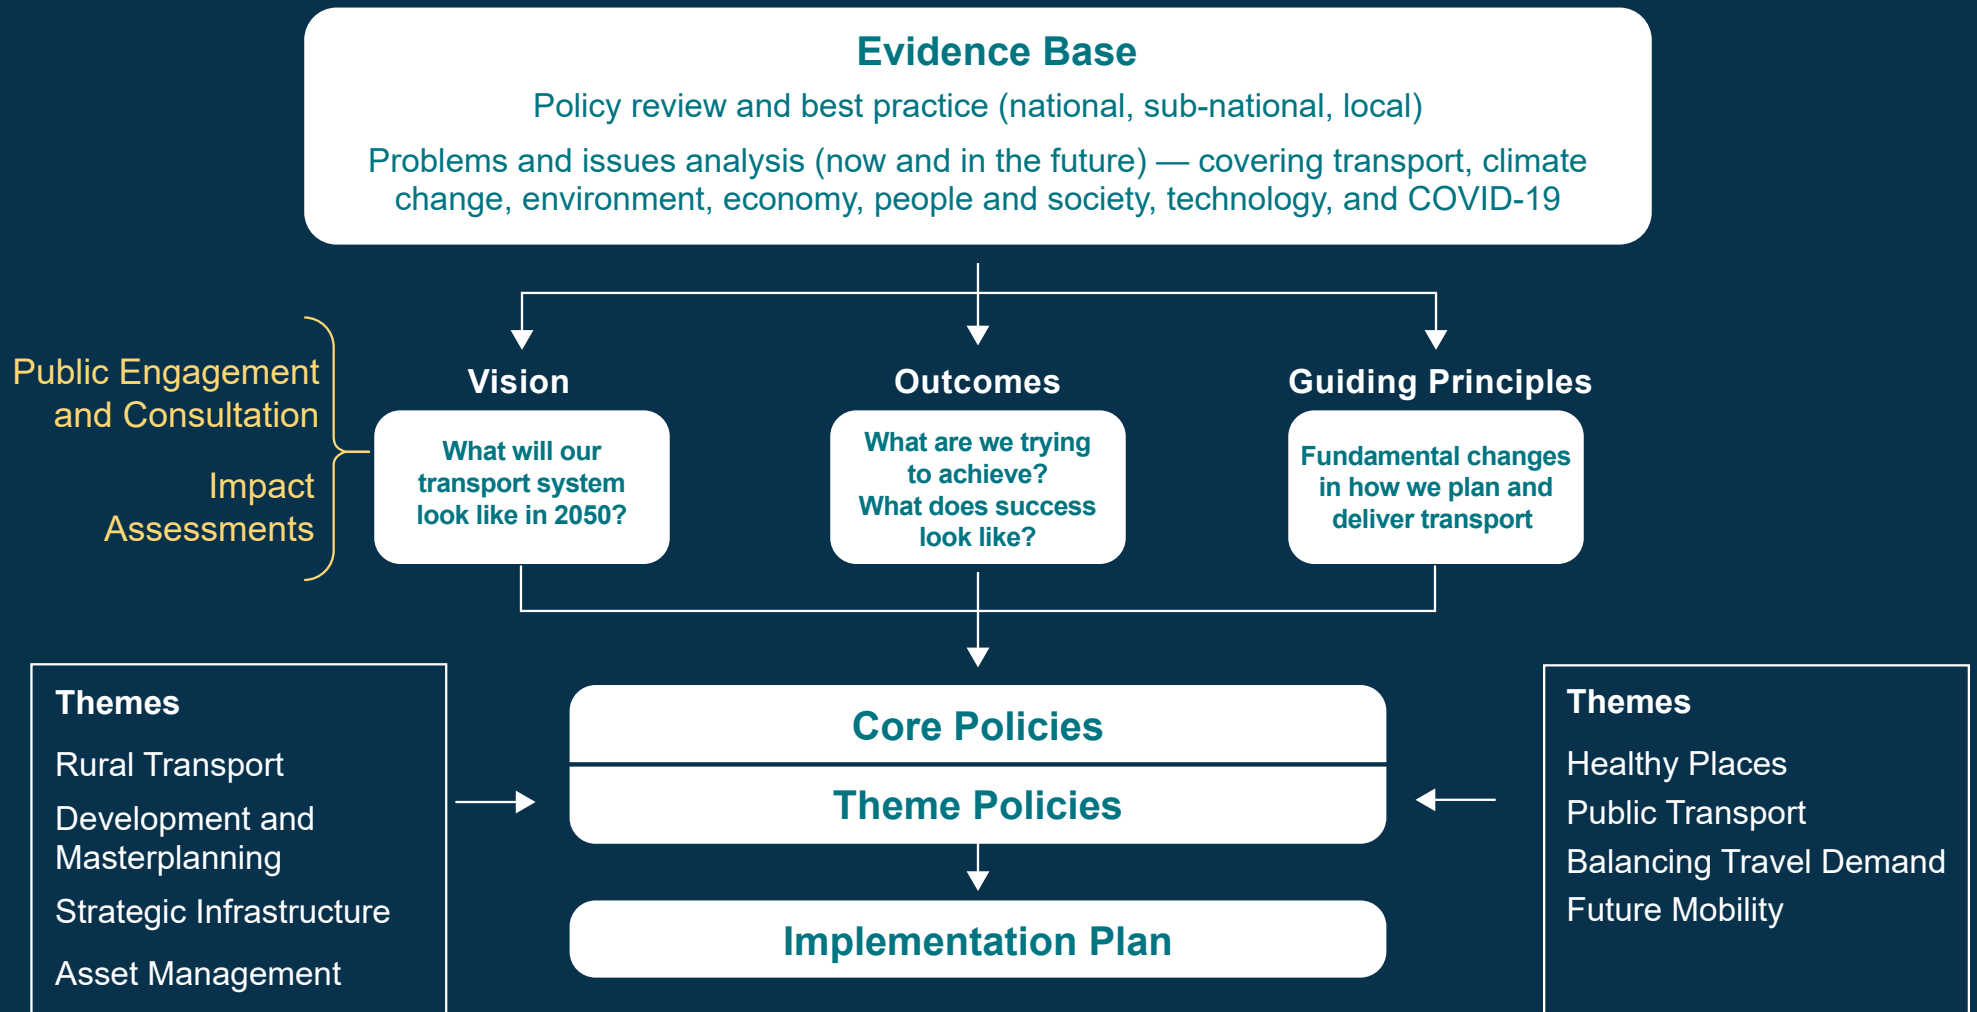 Evidence Base
Policy review and best practice (national, sub-national, local)
Problems and issues analysis (now and in the future) — covering transport, climate
change, environment, economy, people and society, technology, and COVID-19
Public Engagement
and Consultation
Impact
Assessments
Vision
What will our
transport system
look like in 2050?
Outcomes
What are we trying
to achieve?
What does success
look like?
Guiding Principles
Fundamental changes
in how we plan and
deliver transport
Themes
Rural Transport
Development and
Masterplanning
Strategic Infrastructure
Asset Management
Core Policies
Theme Policies
Implementation Plan
Themes
Healthy Places
Public Transport
Balancing Travel Demand
Future Mobility